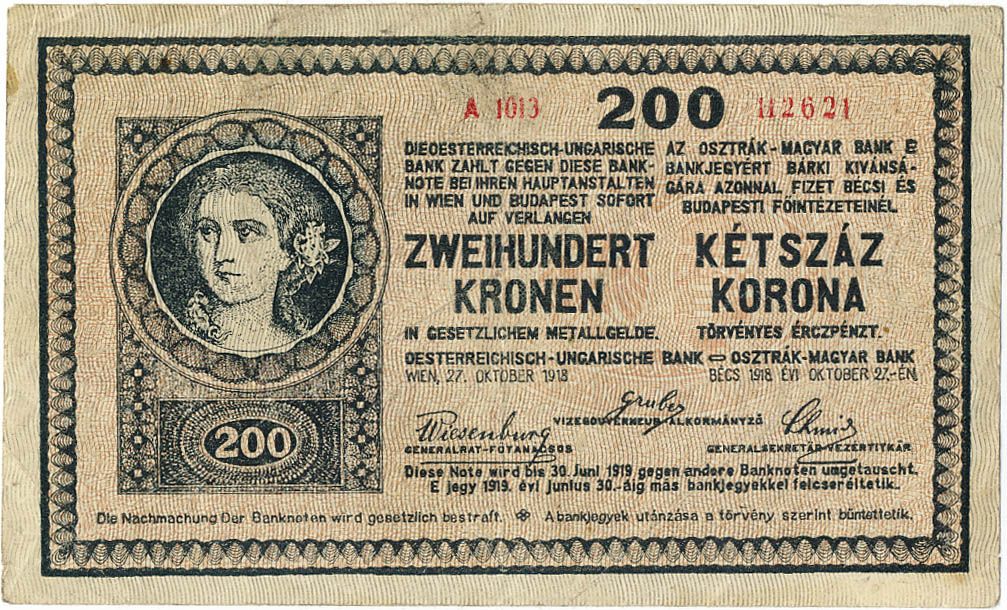 A 1013 200 112621
DIE OESTERREICHISCH-UNGARISCHE
BANK ZAHLT GEGEN DIESE BANK-
NOTE BEI IHREN HAUPTANSTALTEN
IN WIEN UND BUDAPEST SOFORT
AUF VERLANGEN
ZWEIHUNDERT
KRONEN
IN GESETZLICHEM METALLGELDE.
AZ OSZTRÁK-MAGYAR BANK E
BANKJEGYÉRT BÁRKI KIVÁNSÁ-
GÁRA AZONNAL FIZET BÉCSI ÉS
BUDAPESTI FŐINTÉZETEINÉL
KÉTSZÁZ
KORONA
TÖRVÉNYES ÉRCZPÉNZT.
OESTERREICHISCH-UNGARISCHE BANK = OSZTRÁK-MAGYAR BANK
WIEN, 27. OKTOBER 1918 BÉCS 1918 ÉVI OKTOBER 27.-ÉN
Gruber
VIZEGOUVERNEUR-ALKORMÁNYZÓ
Wiesenburg
GENERALRAT-FŐTANÁCSOS
Schmid
GENERALSEKRETÄR-VEZÉRTITKÁR
Diese Note wird bis 30. Juni 1919 gegen andere Banknoten umgetauscht.
E jegy 1919. évi junius 30.-áig más bankjegyekkel felcseréltetik.
200
Die Nachmachung Der Banknoten wird gesetzlich bestraft. A bankjegyek utánzása a törvény szerint büntettetik.